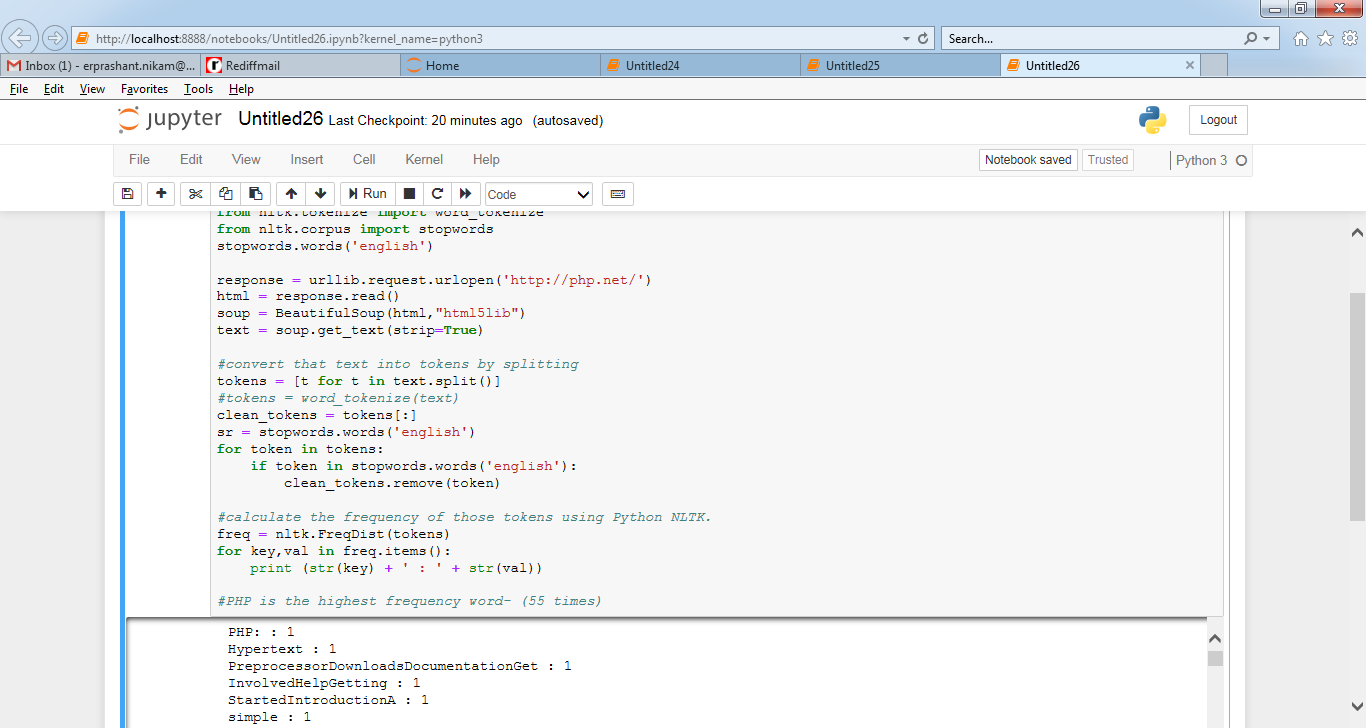 http://localhost:8888/notebooks/Untitled26.ipynb?kernel_name=python3
Search...
Inbox (1) - erprashant.nikam@...
Rediffmail
Home
Untitled24
Untitled25
Untitled26
File Edit View Favorites Tools Help
jupyter Untitled26 Last Checkpoint: 20 minutes ago (autosaved)
Logout
File Edit View Insert Cell Kernel Help
Notebook saved
Trusted
Python 3
Run
Code
from nltk.tokenize import word_tokenize
from nltk.corpus import stopwords
stopwords.words('english')
response = urllib.request.urlopen('http://php.net/')
html = response.read()
soup = BeautifulSoup(html,"html5lib")
text = soup.get_text(strip=True)
#convert that text into tokens by splitting
tokens = [t for t in text.split()]
#tokens = word_tokenize(text)
clean_tokens = tokens[:]
sr = stopwords.words('english')
for token in tokens:
    if token in stopwords.words('english'):
        clean_tokens.remove(token)
#calculate the frequency of those tokens using Python NLTK.
freq = nltk.FreqDist(tokens)
for key,val in freq.items():
    print (str(key) + ' : ' + str(val))
#PHP is the highest frequency word- (55 times)
PHP: : 1
Hypertext : 1
PreprocessorDownloadsDocumentationGet : 1
InvolvedHelpGetting : 1
StartedIntroductionA : 1
simple : 1